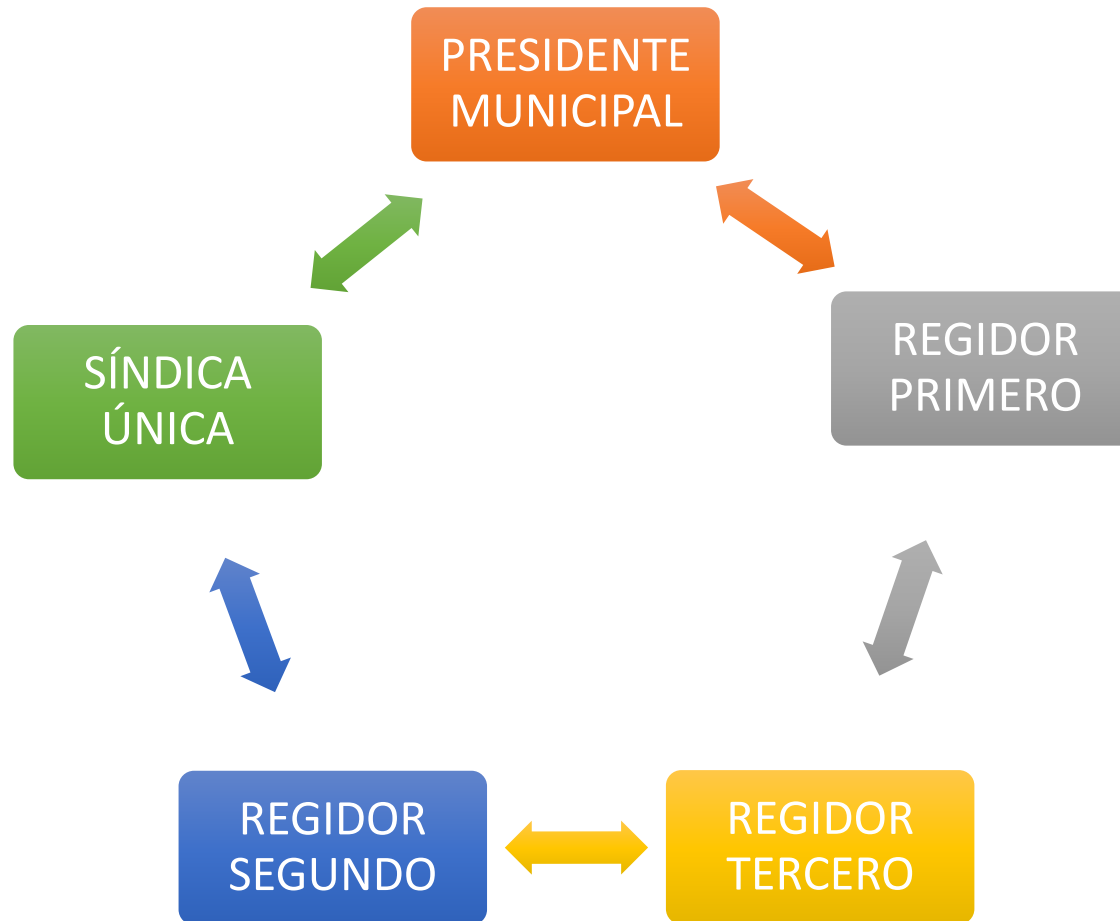 PRESIDENTE
MUNICIPAL
REGIDOR
PRIMERO
SÍNDICA
ÚNICA
REGIDOR
SEGUNDO
REGIDOR
TERCERO